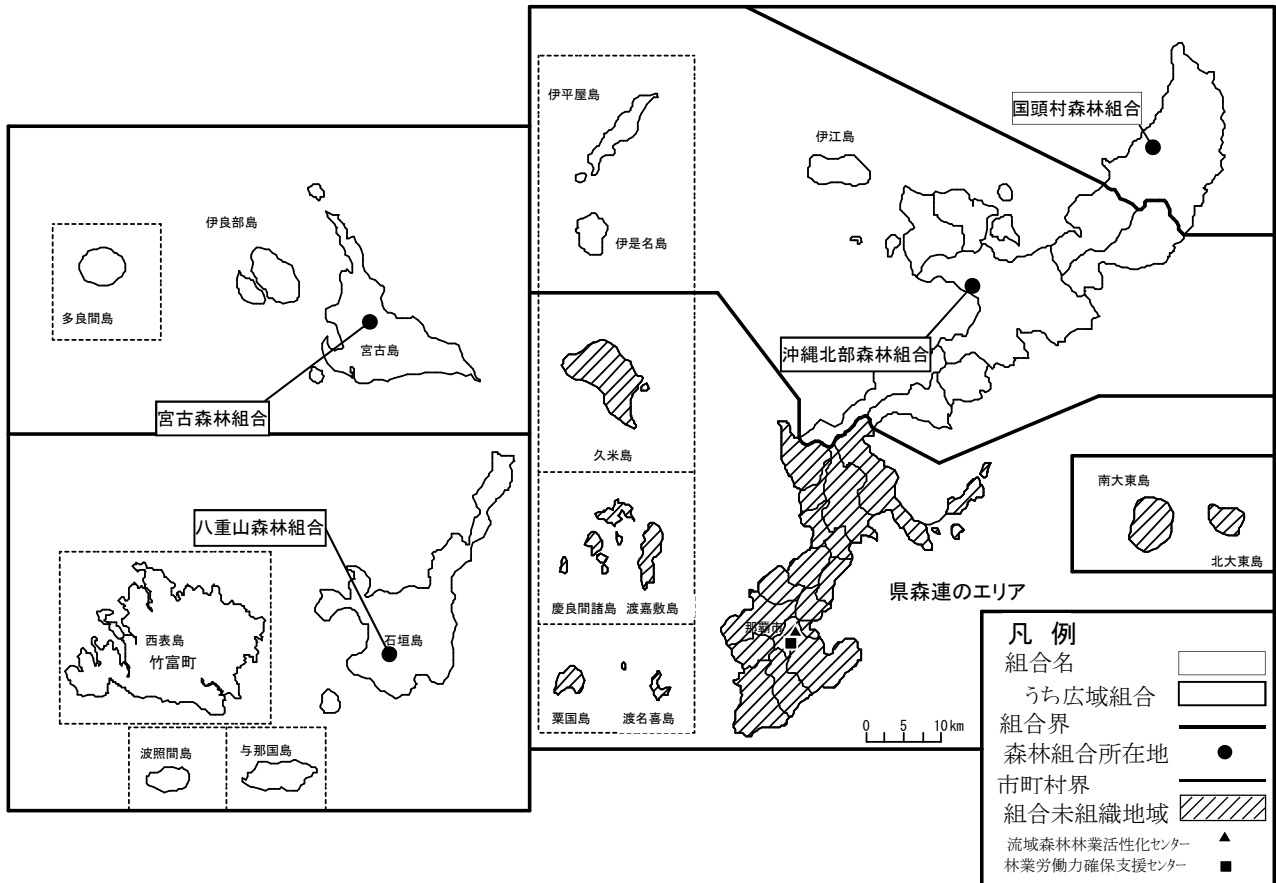 伊平屋島
伊是名島
伊江島
国頭村森林組合
沖縄北部森林組合
伊良部島
多良間島
宮古島
宮古森林組合
八重山森林組合
西表島
竹富町
石垣島
波照間島
与那国島
久米島
慶良間諸島
渡嘉敷島
粟国島
渡名喜島
那覇市
県森連のエリア
南大東島
北大東島
0 5 10km
凡 例
組合名
うち広域組合
組合界
森林組合所在地
市町村界
組合未組織地域
流域森林林業活性化センター
林業労働力確保支援センター